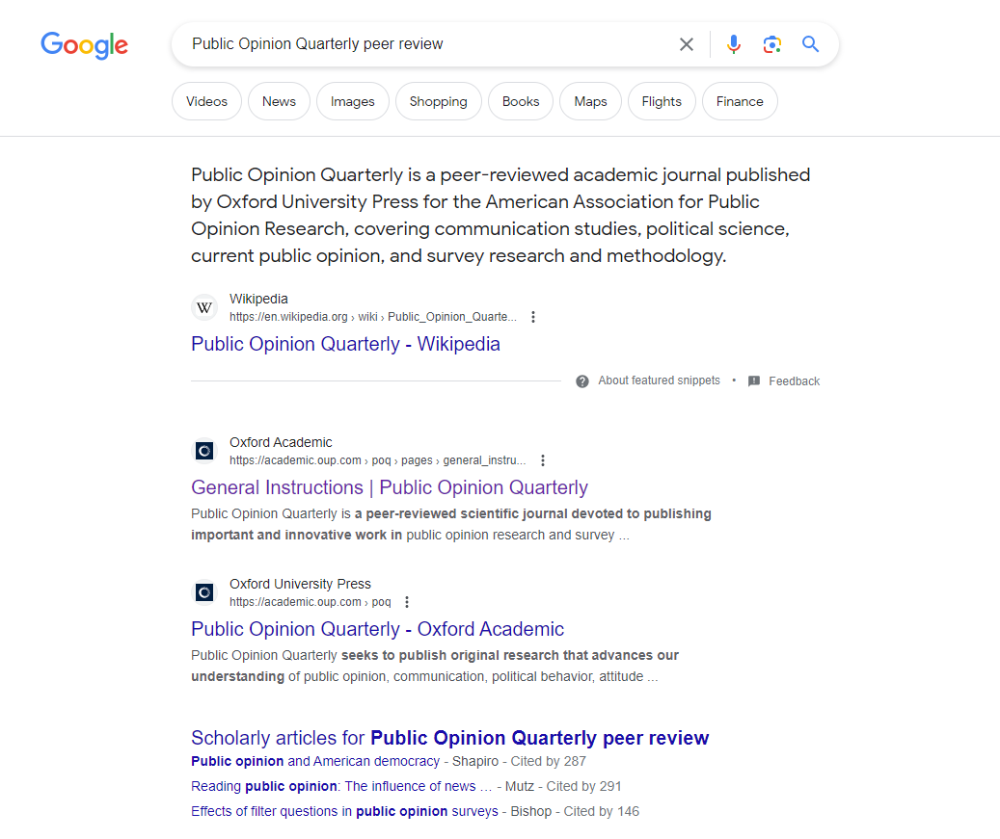 Google
Public Opinion Quarterly peer review
Videos
News
Images
Shopping
Books
Maps
Flights
Finance
Public Opinion Quarterly is a peer-reviewed academic journal published
by Oxford University Press for the American Association for Public
Opinion Research, covering communication studies, political science,
current public opinion, and survey research and methodology.
W
Wikipedia
https://en.wikipedia.org › wiki › Public_Opinion_Quarte...
Public Opinion Quarterly - Wikipedia
About featured snippets • Feedback
Oxford Academic
https://academic.oup.com › poq › pages › general_instru...
General Instructions | Public Opinion Quarterly
Public Opinion Quarterly is a peer-reviewed scientific journal devoted to publishing
important and innovative work in public opinion research and survey ...
Oxford University Press
https://academic.oup.com › poq
Public Opinion Quarterly - Oxford Academic
Public Opinion Quarterly seeks to publish original research that advances our
understanding of public opinion, communication, political behavior, attitude ...
Scholarly articles for Public Opinion Quarterly peer review
Public opinion and American democracy - Shapiro - Cited by 287
Reading public opinion: The influence of news … - Mutz - Cited by 291
Effects of filter questions in public opinion surveys - Bishop - Cited by 146